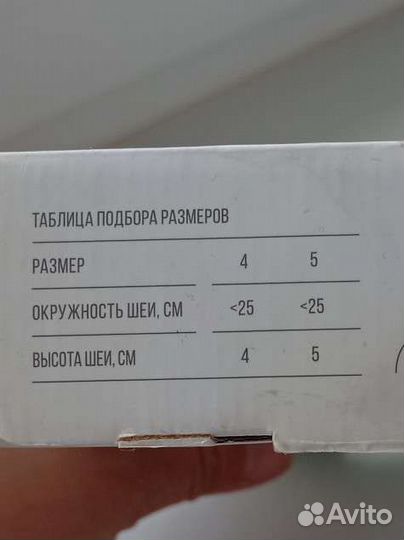 ТАБЛИЦА ПОДБОРА РАЗМЕРОВ
РАЗМЕР 4 5
ОКРУЖНОСТЬ ШЕИ, СМ <25 <25
ВЫСОТА ШЕИ, СМ 4 5
Avito